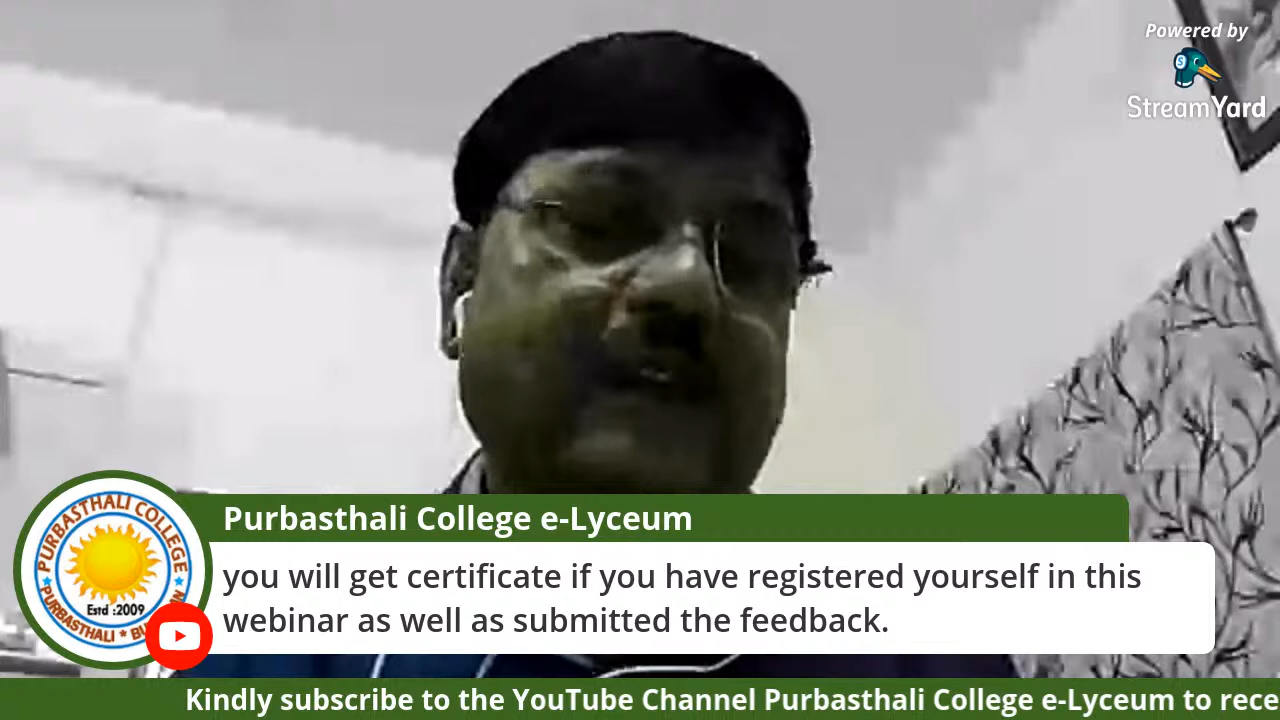 Powered by
StreamYard
Purbasthali College e-Lyceum
you will get certificate if you have registered yourself in this
webinar as well as submitted the feedback.
PURBASTHALI COLLEGE
Estd :2009
PURBASTHALI *
Kindly subscribe to the YouTube Channel Purbasthali College e-Lyceum to rece